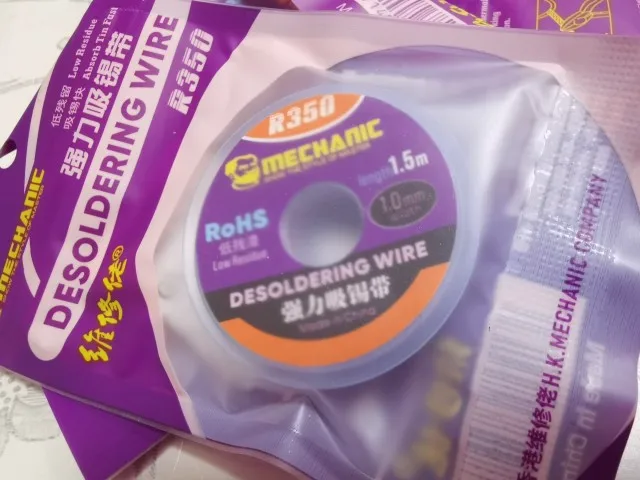 低残留 Low Residue
吸锡快 Absorb Tin Fast
强力吸锡带
DESOLDERING WIRE
R350
MECHANIC
维修佬®
R350
MECHANIC
length 1.5m
1.0mm
RoHS
低残渣
Low Residue
DESOLDERING WIRE
强力吸锡带
Made in China
香港维修佬H.K.MECHANIC COMPANY